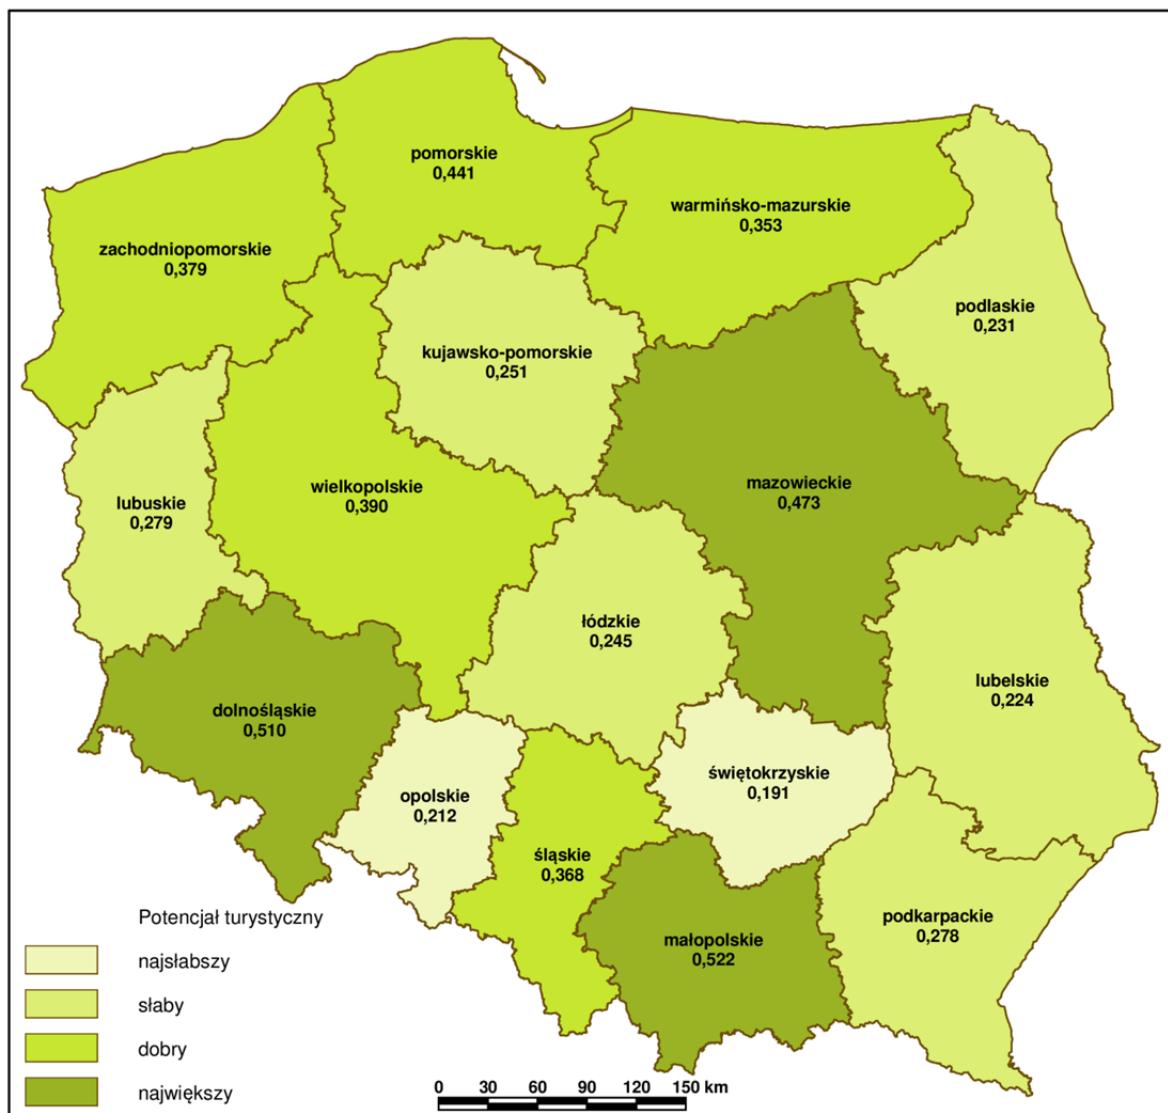 pomorskie
0,441
warmińsko-mazurskie
0,353
zachodniopomorskie
0,379
podlaskie
0,231
kujawsko-pomorskie
0,251
mazowieckie
0,473
wielkopolskie
0,390
lubuskie
0,279
łódzkie
0,245
lubelskie
0,224
dolnośląskie
0,510
świętokrzyskie
0,191
opolskie
0,212
śląskie
0,368
podkarpackie
0,278
małopolskie
0,522
Potencjał turystyczny
najsłabszy
słaby
dobry
największy
0 30 60 90 120 150 km